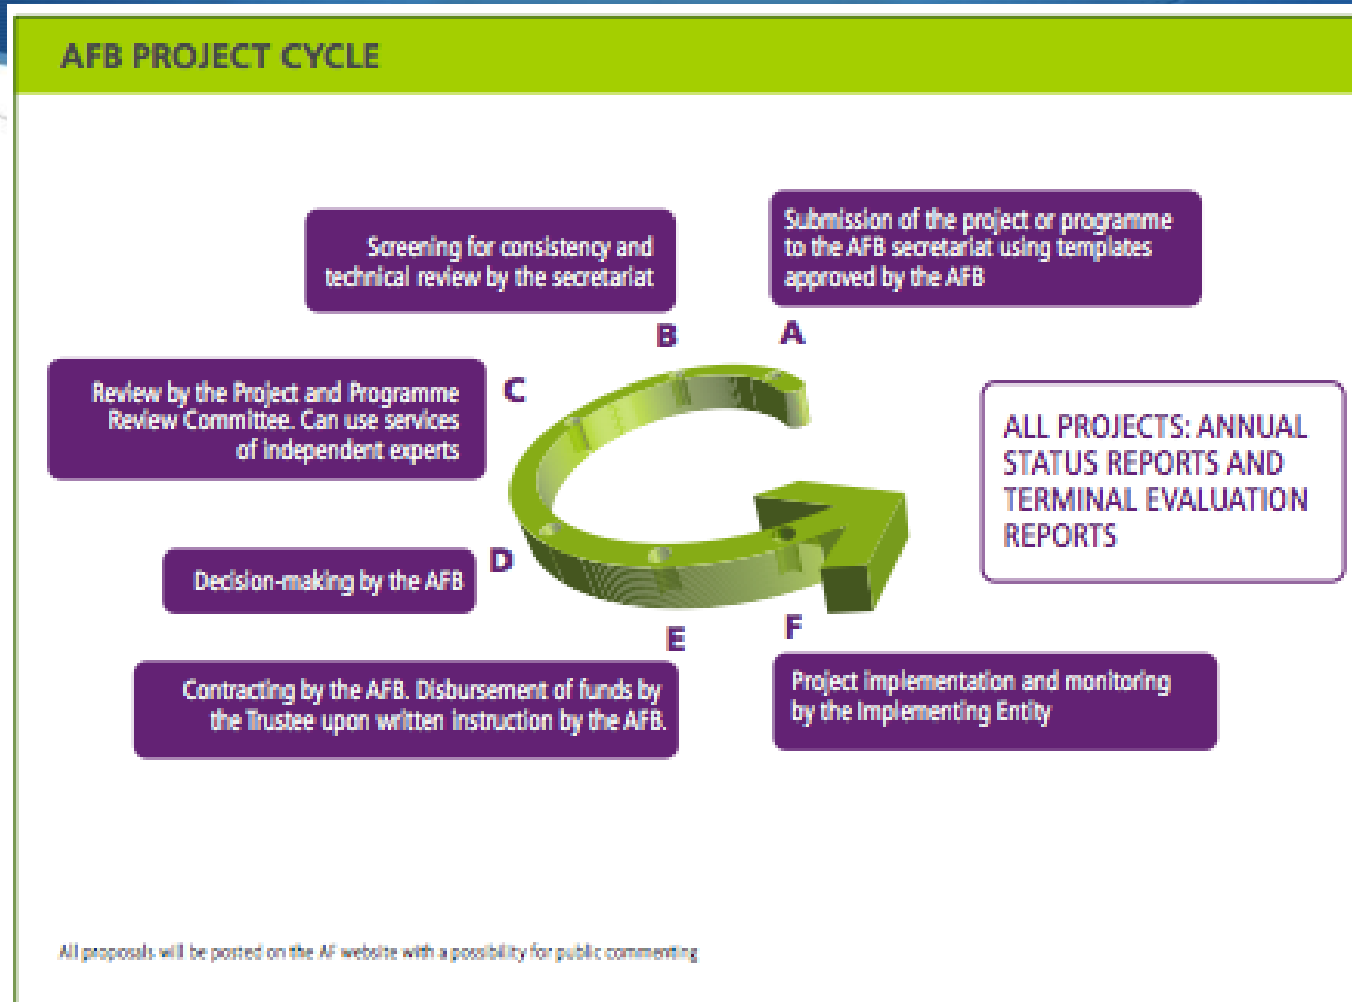 AFB PROJECT CYCLE
Submission of the project or programme
to the AFB secretariat using templates
approved by the AFB
A
Screening for consistency and
technical review by the secretariat
B
Review by the Project and Programme
Review Committee. Can use services
of independent experts
C
Decision-making by the AFB
D
Contracting by the AFB. Disbursement of funds by
the Trustee upon written instruction by the AFB.
E
Project implementation and monitoring
by the Implementing Entity
F
ALL PROJECTS: ANNUAL
STATUS REPORTS AND
TERMINAL EVALUATION
REPORTS
All proposals will be posted on the AF website with a possibility for public commenting